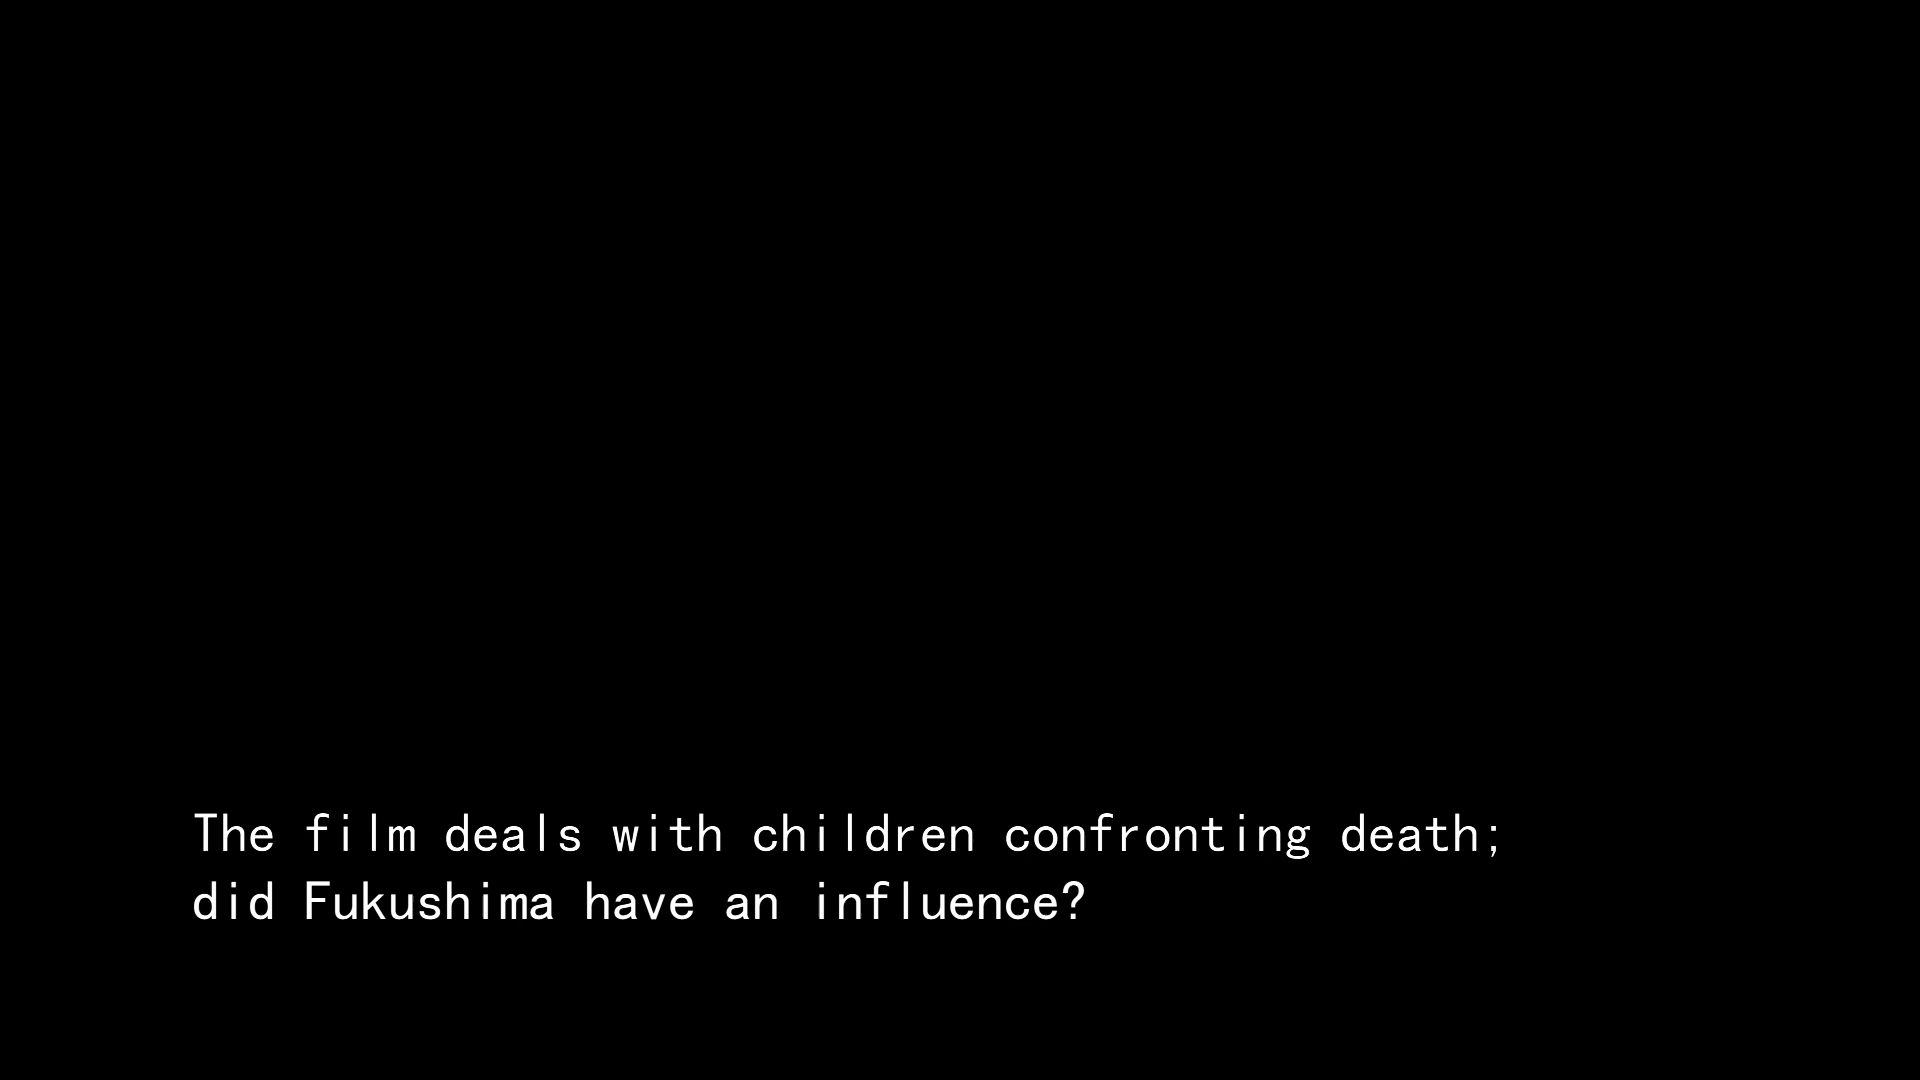 The film deals with children confronting death;
did Fukushima have an influence?